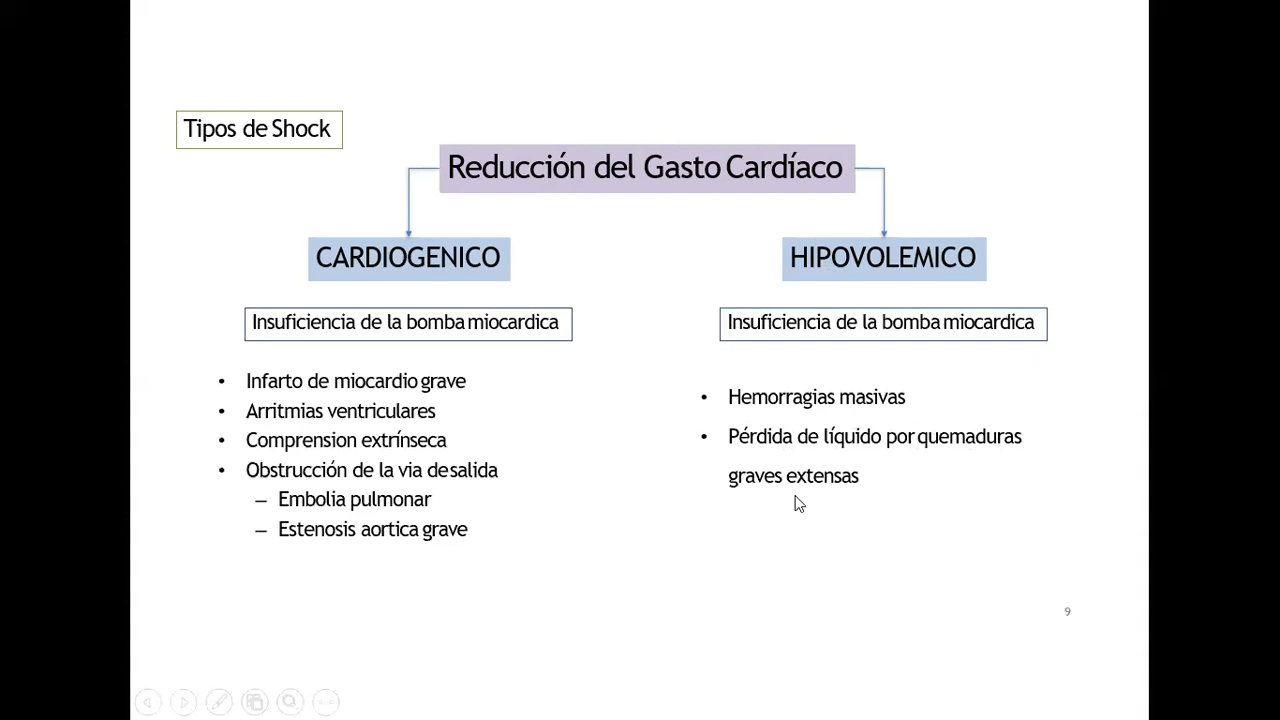 Tipos de Shock
Reducción del Gasto Cardíaco
CARDIOGENICO
Insuficiencia de la bomba miocardica
• Infarto de miocardio grave
• Arritmias ventriculares
• Comprension extrínseca
• Obstrucción de la via de salida
– Embolia pulmonar
– Estenosis aortica grave
HIPOVOLEMICO
Insuficiencia de la bomba miocardica
• Hemorragias masivas
• Pérdida de líquido por quemaduras
graves extensas
9